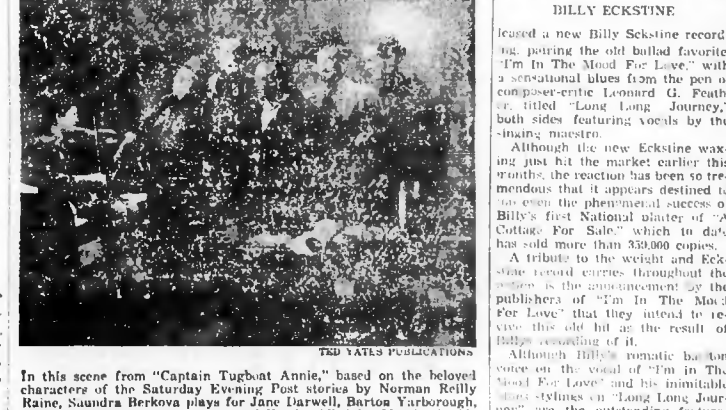 TED YATES PUBLICATIONS
In this scene from "Captain Tugboat Annie," based on the beloved
characters of the Saturday Evening Post stories by Norman Reilly
Raine, Saundra Berkova plays for Jane Darwell, Barton Yarborough,
BILLY ECKSTINE
leased a new Billy Sckstine record-
ing, pairing the old ballad favorite
"I'm In The Mood For Love," with
a sensational blues from the pen o
composer-critic Leonard G. Feath
er, titled "Long Long Journey,"
both sides featuring vocals by the
singing maestro.
Although the new Eckstine wax-
ing just hit the market earlier this
months, the reaction has been so tre-
mendous that it appears destined to
even the phenomenal success o
Billy's first National platter of "A
Cottage For Sale," which to date
has sold more than 350,000 copies.
A tribute to the weight and Eck-
stine record carries throughout the
is the announcement by the
publishers of "I'm In The Mood
For Love" that they intend to re-
vive this old hit as the result of
Billy's recording of it.
Although Billy's romatic bariton
voice on the vocal of "I'm in The
Mood For Love" and his inimitable
stylings on "Long Long Jour
ney" are the outstanding